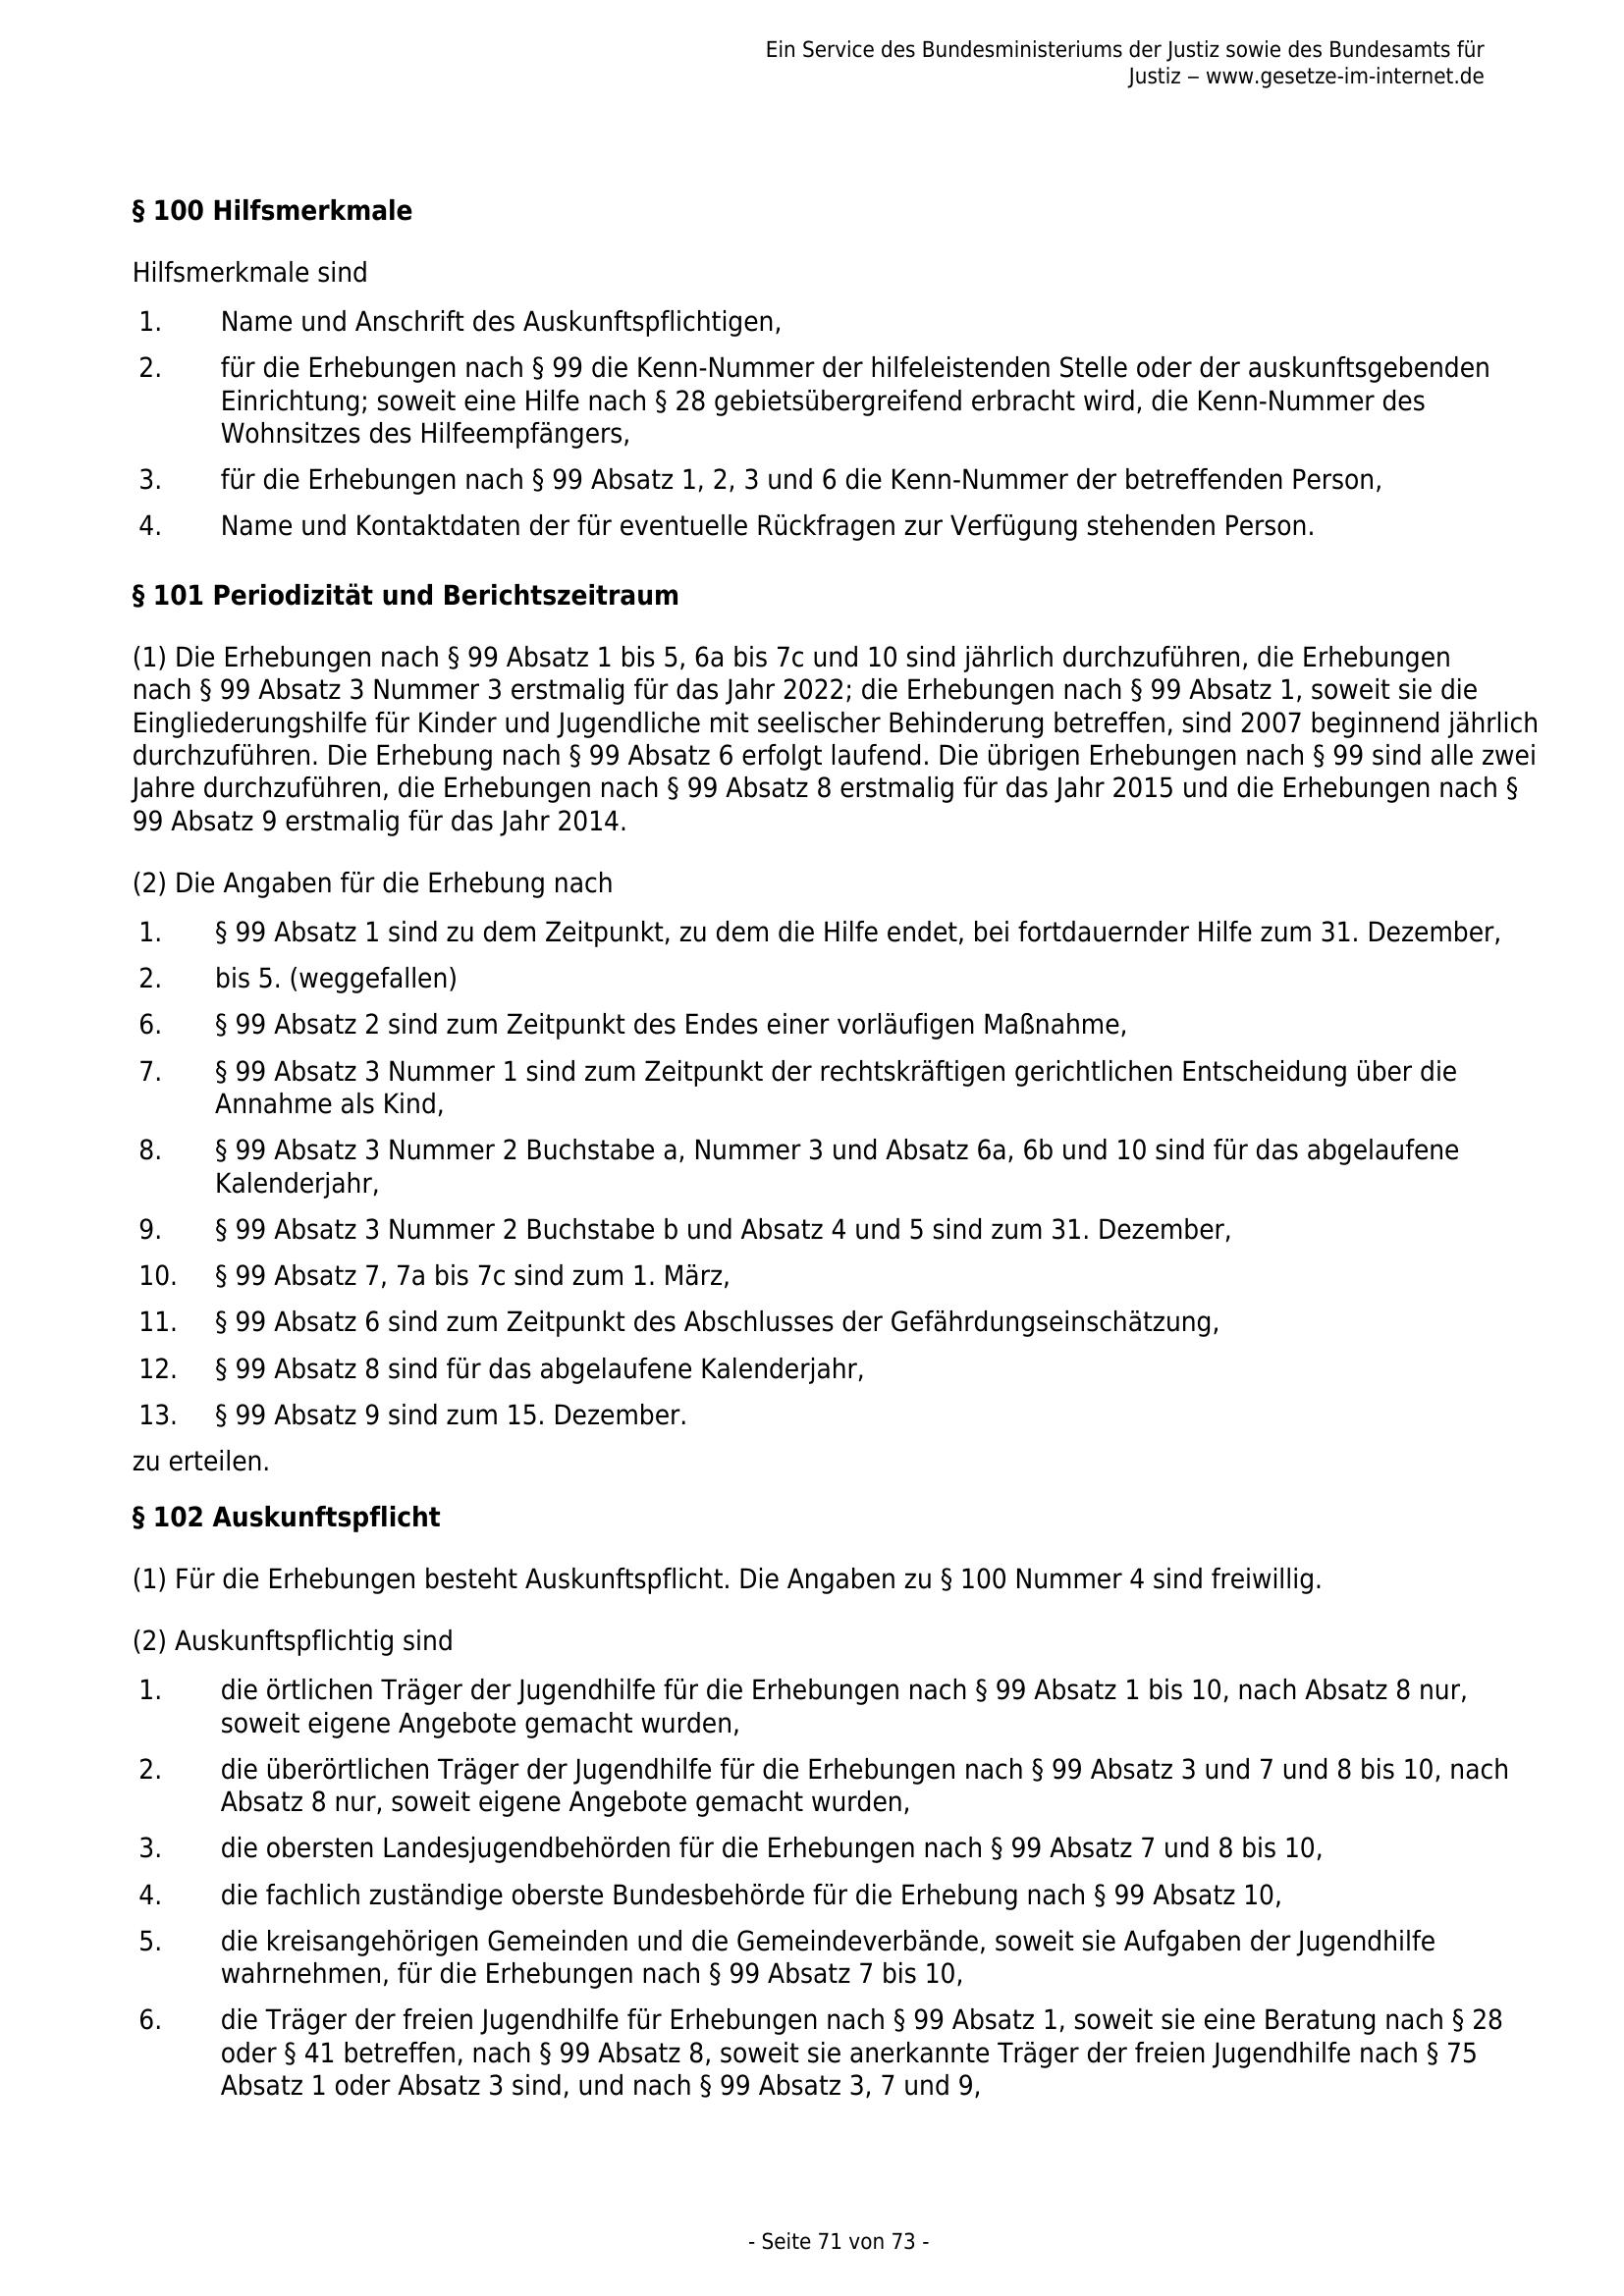 Ein Service des Bundesministeriums der Justiz sowie des Bundesamts für
Justiz ‒ www.gesetze-im-internet.de
§ 100 Hilfsmerkmale
Hilfsmerkmale sind
1. Name und Anschrift des Auskunftspflichtigen,
2. für die Erhebungen nach § 99 die Kenn-Nummer der hilfeleistenden Stelle oder der auskunftsgebenden
Einrichtung; soweit eine Hilfe nach § 28 gebietsübergreifend erbracht wird, die Kenn-Nummer des
Wohnsitzes des Hilfeempfängers,
3. für die Erhebungen nach § 99 Absatz 1, 2, 3 und 6 die Kenn-Nummer der betreffenden Person,
4. Name und Kontaktdaten der für eventuelle Rückfragen zur Verfügung stehenden Person.
§ 101 Periodizität und Berichtszeitraum
(1) Die Erhebungen nach § 99 Absatz 1 bis 5, 6a bis 7c und 10 sind jährlich durchzuführen, die Erhebungen
nach § 99 Absatz 3 Nummer 3 erstmalig für das Jahr 2022; die Erhebungen nach § 99 Absatz 1, soweit sie die
Eingliederungshilfe für Kinder und Jugendliche mit seelischer Behinderung betreffen, sind 2007 beginnend jährlich
durchzuführen. Die Erhebung nach § 99 Absatz 6 erfolgt laufend. Die übrigen Erhebungen nach § 99 sind alle zwei
Jahre durchzuführen, die Erhebungen nach § 99 Absatz 8 erstmalig für das Jahr 2015 und die Erhebungen nach §
99 Absatz 9 erstmalig für das Jahr 2014.
(2) Die Angaben für die Erhebung nach
1. § 99 Absatz 1 sind zu dem Zeitpunkt, zu dem die Hilfe endet, bei fortdauernder Hilfe zum 31. Dezember,
2. bis 5. (weggefallen)
6. § 99 Absatz 2 sind zum Zeitpunkt des Endes einer vorläufigen Maßnahme,
7. § 99 Absatz 3 Nummer 1 sind zum Zeitpunkt der rechtskräftigen gerichtlichen Entscheidung über die
Annahme als Kind,
8. § 99 Absatz 3 Nummer 2 Buchstabe a, Nummer 3 und Absatz 6a, 6b und 10 sind für das abgelaufene
Kalenderjahr,
9. § 99 Absatz 3 Nummer 2 Buchstabe b und Absatz 4 und 5 sind zum 31. Dezember,
10. § 99 Absatz 7, 7a bis 7c sind zum 1. März,
11. § 99 Absatz 6 sind zum Zeitpunkt des Abschlusses der Gefährdungseinschätzung,
12. § 99 Absatz 8 sind für das abgelaufene Kalenderjahr,
13. § 99 Absatz 9 sind zum 15. Dezember.
zu erteilen.
§ 102 Auskunftspflicht
(1) Für die Erhebungen besteht Auskunftspflicht. Die Angaben zu § 100 Nummer 4 sind freiwillig.
(2) Auskunftspflichtig sind
1. die örtlichen Träger der Jugendhilfe für die Erhebungen nach § 99 Absatz 1 bis 10, nach Absatz 8 nur,
soweit eigene Angebote gemacht wurden,
2. die überörtlichen Träger der Jugendhilfe für die Erhebungen nach § 99 Absatz 3 und 7 und 8 bis 10, nach
Absatz 8 nur, soweit eigene Angebote gemacht wurden,
3. die obersten Landesjugendbehörden für die Erhebungen nach § 99 Absatz 7 und 8 bis 10,
4. die fachlich zuständige oberste Bundesbehörde für die Erhebung nach § 99 Absatz 10,
5. die kreisangehörigen Gemeinden und die Gemeindeverbände, soweit sie Aufgaben der Jugendhilfe
wahrnehmen, für die Erhebungen nach § 99 Absatz 7 bis 10,
6. die Träger der freien Jugendhilfe für Erhebungen nach § 99 Absatz 1, soweit sie eine Beratung nach § 28
oder § 41 betreffen, nach § 99 Absatz 8, soweit sie anerkannte Träger der freien Jugendhilfe nach § 75
Absatz 1 oder Absatz 3 sind, und nach § 99 Absatz 3, 7 und 9,
- Seite 71 von 73 -